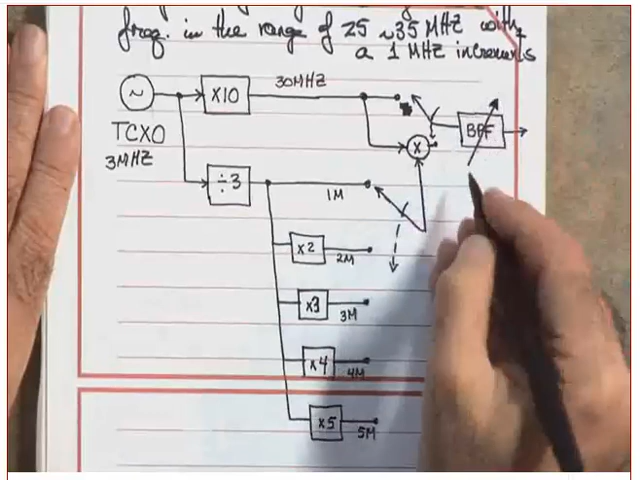 freq. in the range of 25 ~35 MHZ with
a 1 MHZ increments
~
X10
30MHZ
TCXO
3MHZ
X
BPF
÷3
1M
x2
2M
x3
3M
x4
4M
x5
5M